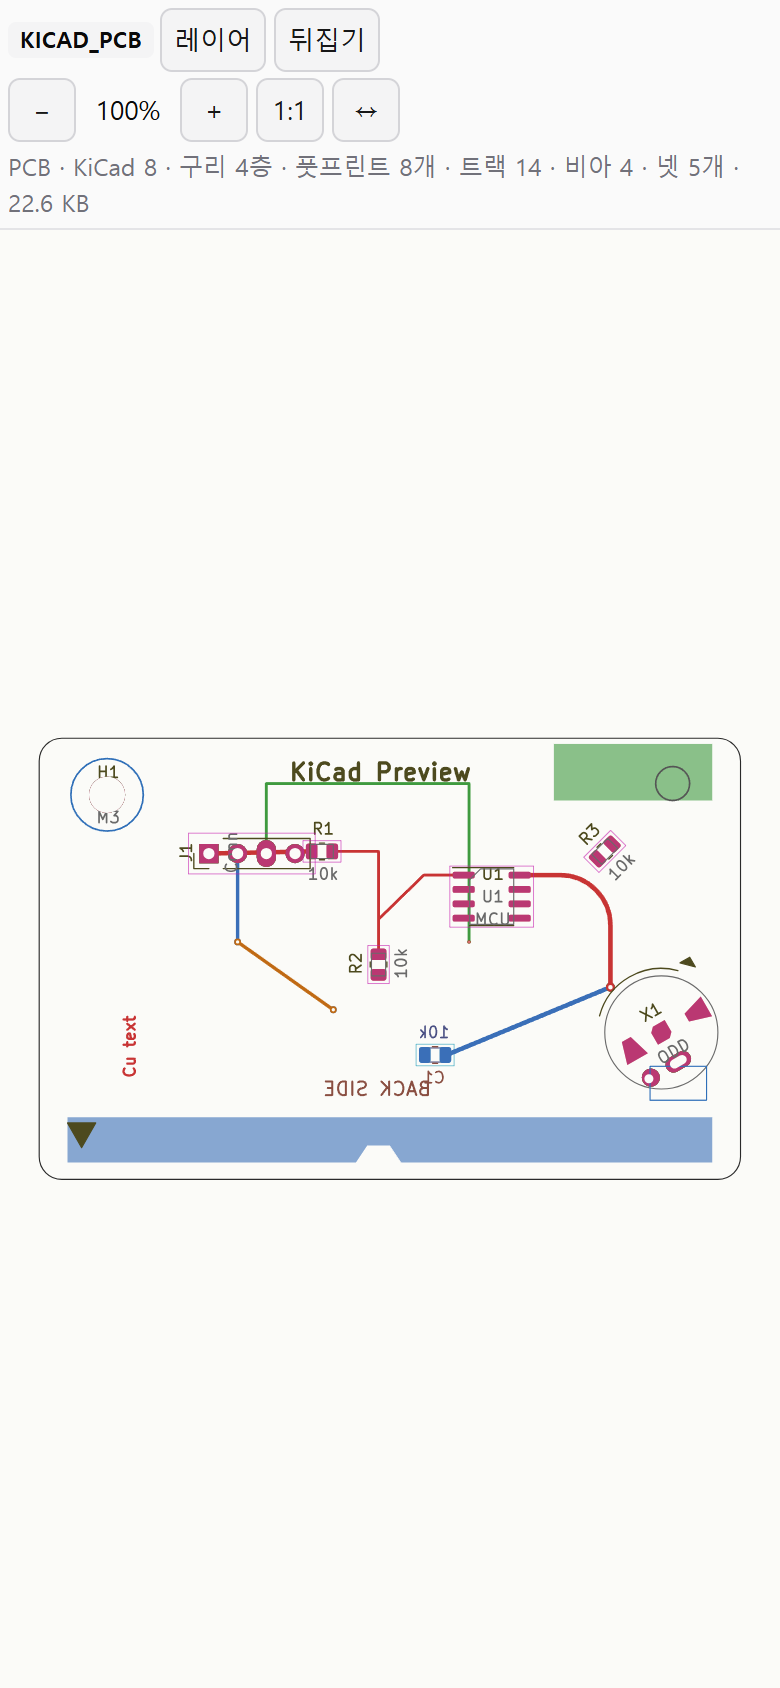 KICAD_PCB 레이어 뒤집기
− 100% + 1:1 ↔
PCB · KiCad 8 · 구리 4층 · 풋프린트 8개 · 트랙 14 · 비아 4 · 넷 5개 ·
22.6 KB
H1
M3
KiCad Preview
J1
R1
10k
U1
U1
MCU
R3
10k
R2
10k
X1
ODD
Cu text
10k
C1
BACK SIDE